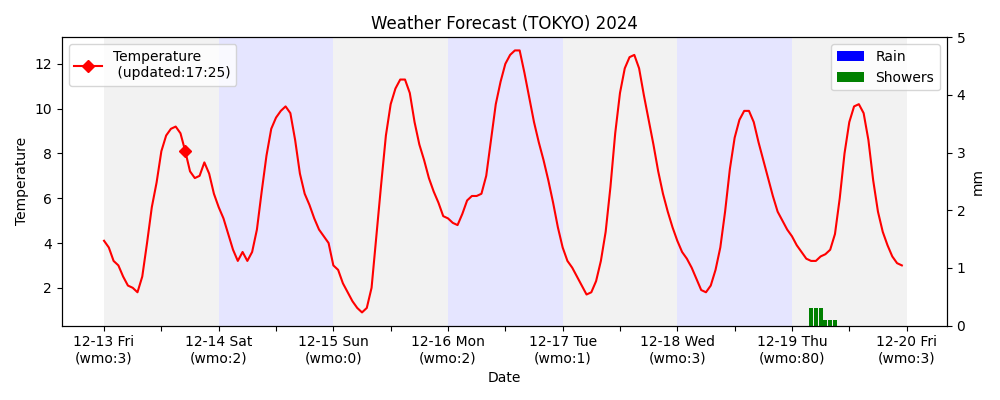 Weather Forecast (TOKYO) 2024
Temperature
(updated:17:25)
Rain
Showers
Temperature
12
10
8
6
4
2
5
4
3
2
1
0
mm
12-13 Fri
(wmo:3)
12-14 Sat
(wmo:2)
12-15 Sun
(wmo:0)
12-16 Mon
(wmo:2)
12-17 Tue
(wmo:1)
12-18 Wed
(wmo:3)
12-19 Thu
(wmo:80)
12-20 Fri
(wmo:3)
Date